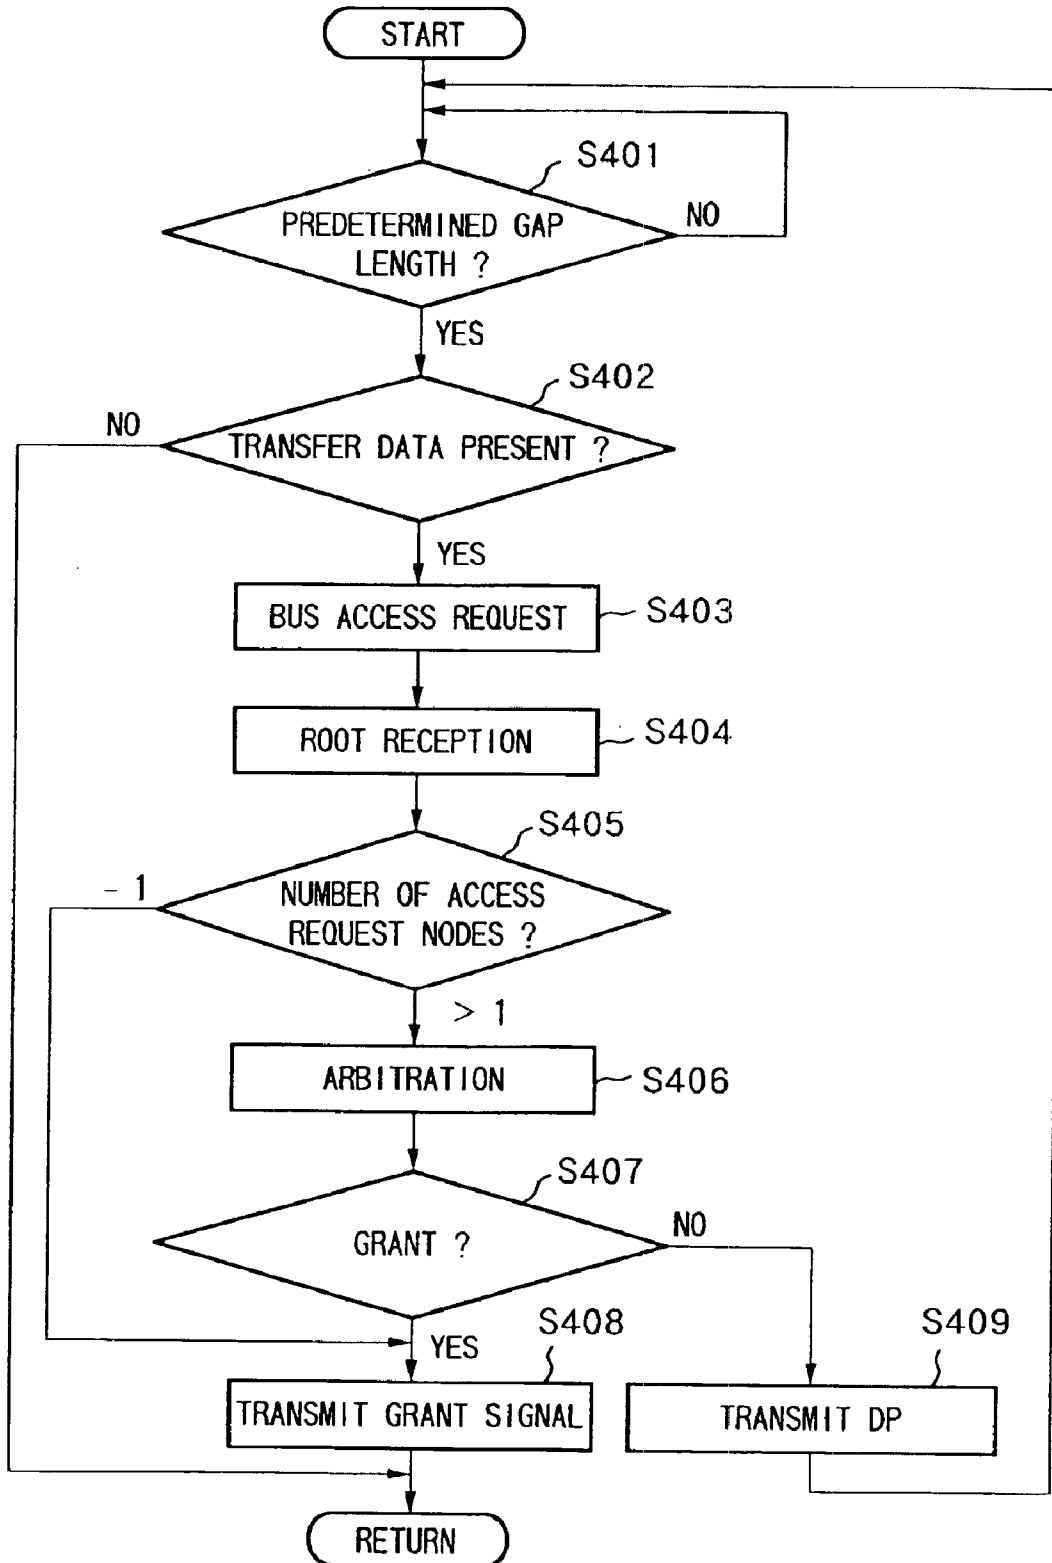 START
S401
PREDETERMINED GAP
LENGTH ?
NO
YES
S402
NO
TRANSFER DATA PRESENT ?
YES
BUS ACCESS REQUEST
S403
ROOT RECEPTION
S404
S405
- 1
NUMBER OF ACCESS
REQUEST NODES ?
> 1
ARBITRATION
S406
S407
GRANT ?
NO
YES
S408
S409
TRANSMIT GRANT SIGNAL
TRANSMIT DP
RETURN